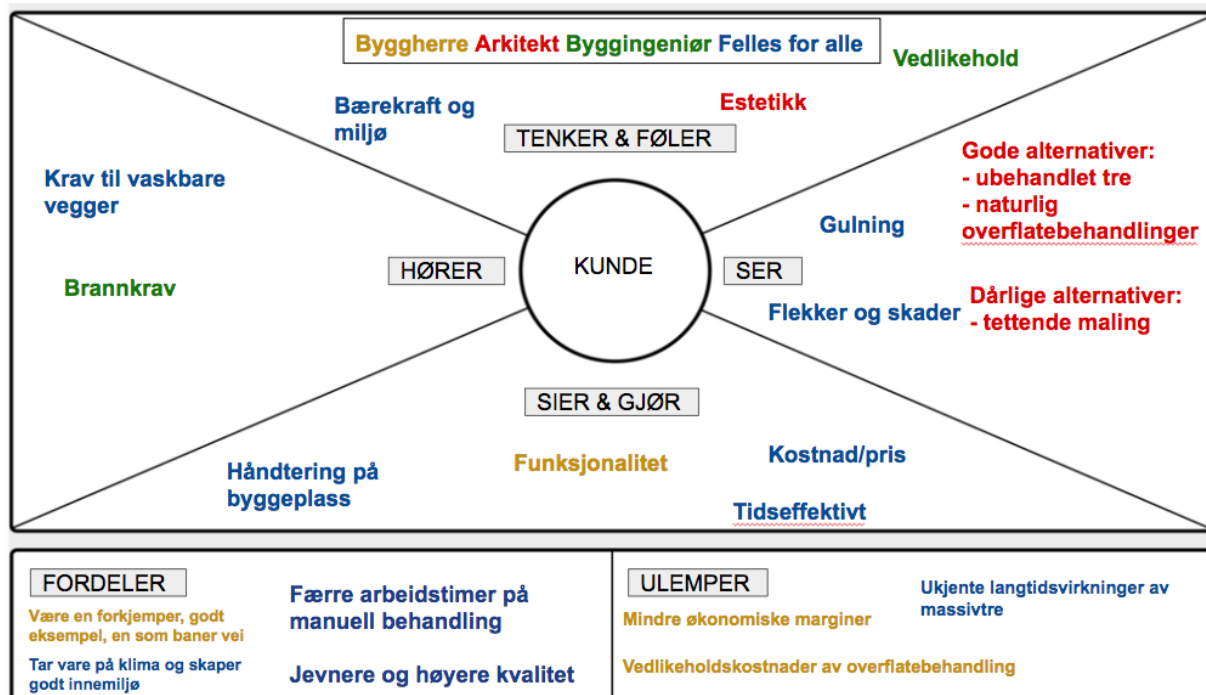 Byggherre Arkitekt Byggingeniør Felles for alle
Vedlikehold
Bærekraft og
miljø
Estetikk
TENKER & FØLER
Krav til vaskbare
vegger
Brannkrav
HØRER
KUNDE
SER
Gulning
Flekker og skader
Gode alternativer:
- ubehandlet tre
- naturlig
overflatebehandlinger
Dårlige alternativer:
- tettende maling
SIER & GJØR
Håndtering på
byggeplass
Funksjonalitet
Kostnad/pris
Tidseffektivt
FORDELER
Være en forkjemper, godt
eksempel, en som baner vei
Tar vare på klima og skaper
godt innemiljø
Færre arbeidstimer på
manuell behandling
Jevnere og høyere kvalitet
ULEMPER
Mindre økonomiske marginer
Vedlikeholdskostnader av overflatebehandling
Ukjente langtidsvirkninger av
massivtre